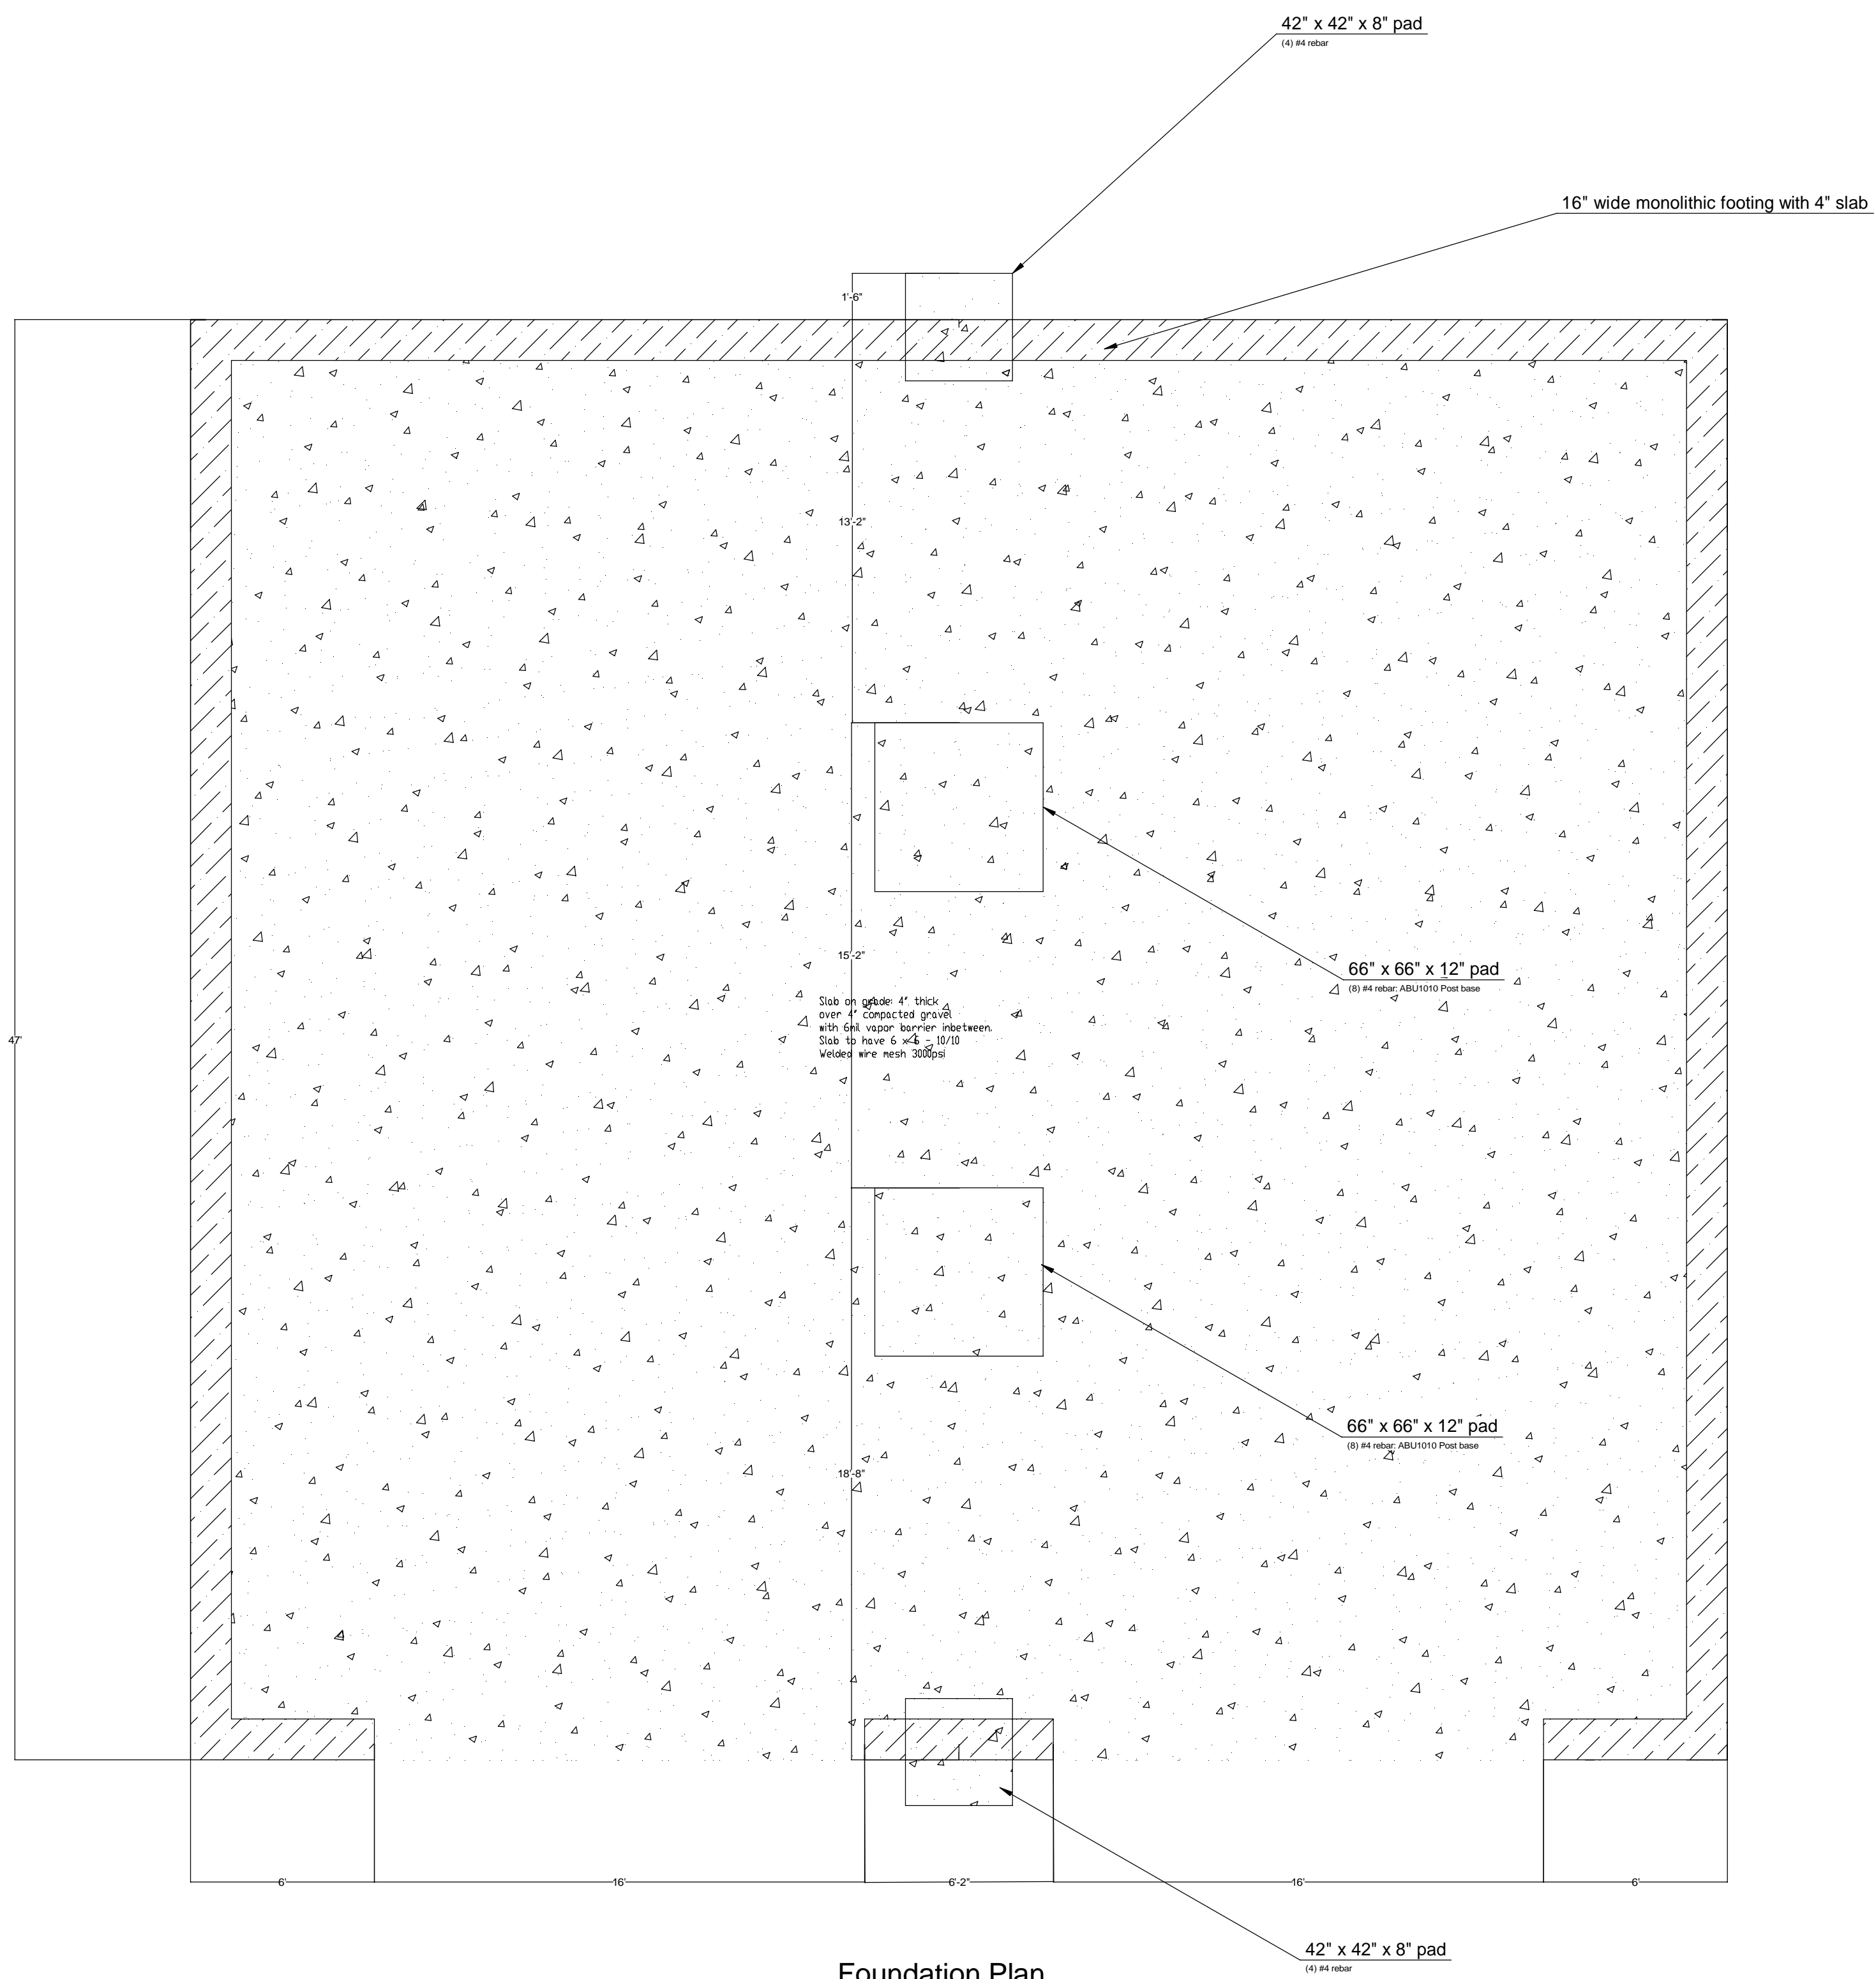 42" x 42" x 8" pad
(4) #4 rebar
16" wide monolithic footing with 4" slab
1'-6"
13'-2"
66" x 66" x 12" pad
(8) #4 rebar: ABU1010 Post base
15'-2"
Slab on grade: 4" thick
over 4" compacted gravel
with 6mil vapor barrier inbetween.
Slab to have 6 x 6 - 10/10
Welded wire mesh 3000psi
47'
66" x 66" x 12" pad
(8) #4 rebar: ABU1010 Post base
18'-8"
6'
16'
6'-2"
16'
6'
42" x 42" x 8" pad
(4) #4 rebar
Foundation Plan